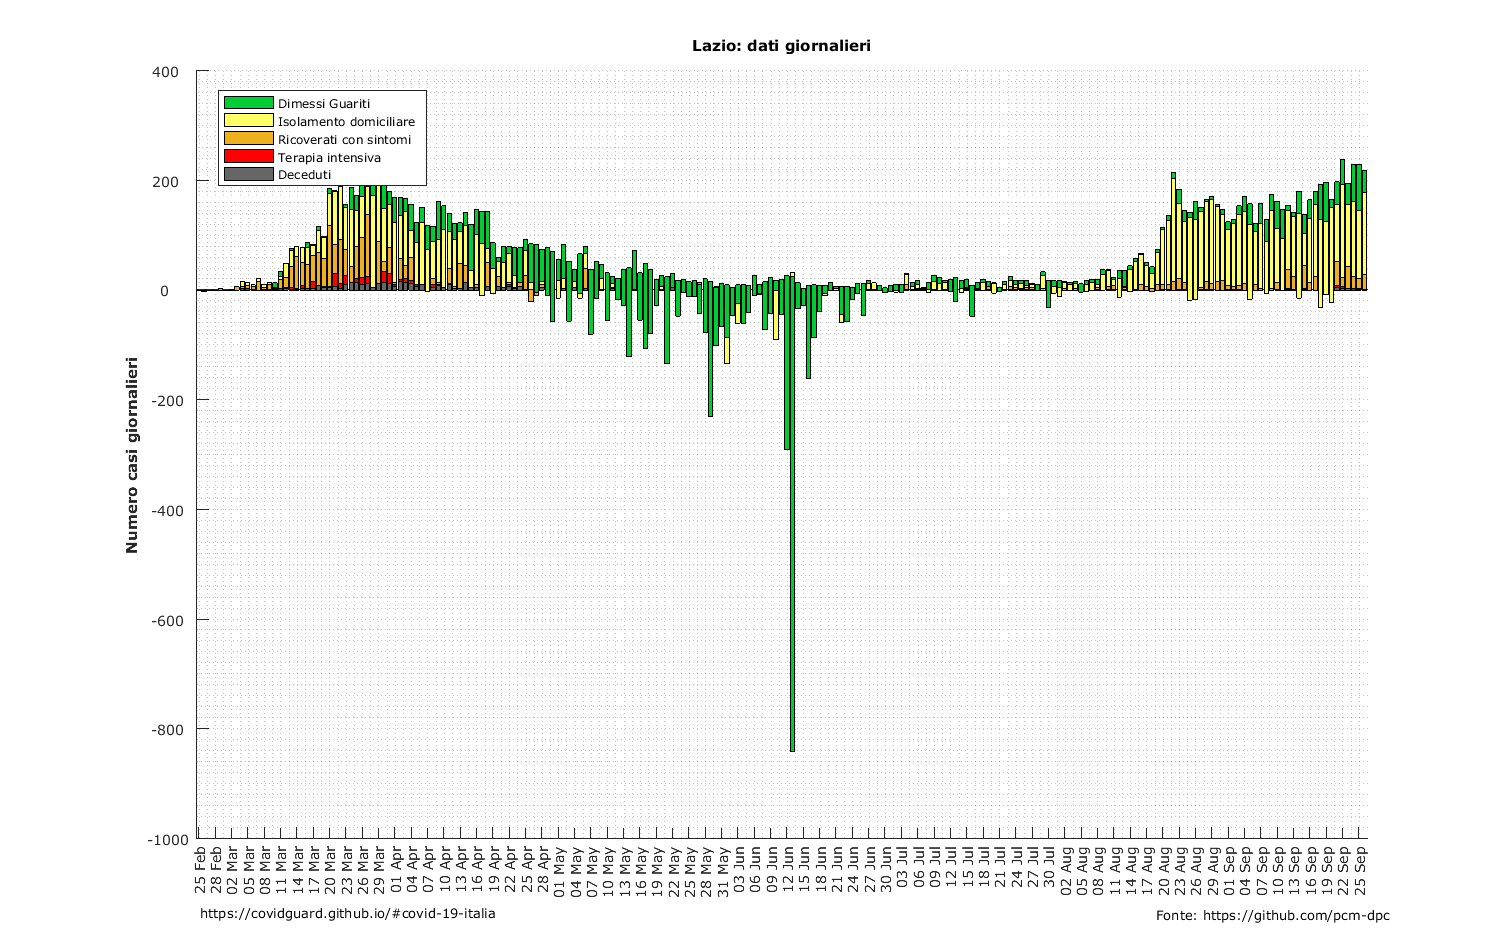 Lazio: dati giornalieri
400
200
0
-200
-400
-600
-800
-1000
Numero casi giornalieri
Dimessi Guariti
Isolamento domiciliare
Ricoverati con sintomi
Terapia intensiva
Deceduti
25 Feb
28 Feb
02 Mar
05 Mar
08 Mar
11 Mar
14 Mar
17 Mar
20 Mar
23 Mar
26 Mar
29 Mar
01 Apr
04 Apr
07 Apr
10 Apr
13 Apr
16 Apr
19 Apr
22 Apr
25 Apr
28 Apr
01 May
04 May
07 May
10 May
13 May
16 May
19 May
22 May
25 May
28 May
31 May
03 Jun
06 Jun
09 Jun
12 Jun
15 Jun
18 Jun
21 Jun
24 Jun
27 Jun
30 Jun
03 Jul
06 Jul
09 Jul
12 Jul
15 Jul
18 Jul
21 Jul
24 Jul
27 Jul
30 Jul
02 Aug
05 Aug
08 Aug
11 Aug
14 Aug
17 Aug
20 Aug
23 Aug
26 Aug
29 Aug
01 Sep
04 Sep
07 Sep
10 Sep
13 Sep
16 Sep
19 Sep
22 Sep
25 Sep
https://covidguard.github.io/#covid-19-italia
Fonte: https://github.com/pcm-dpc